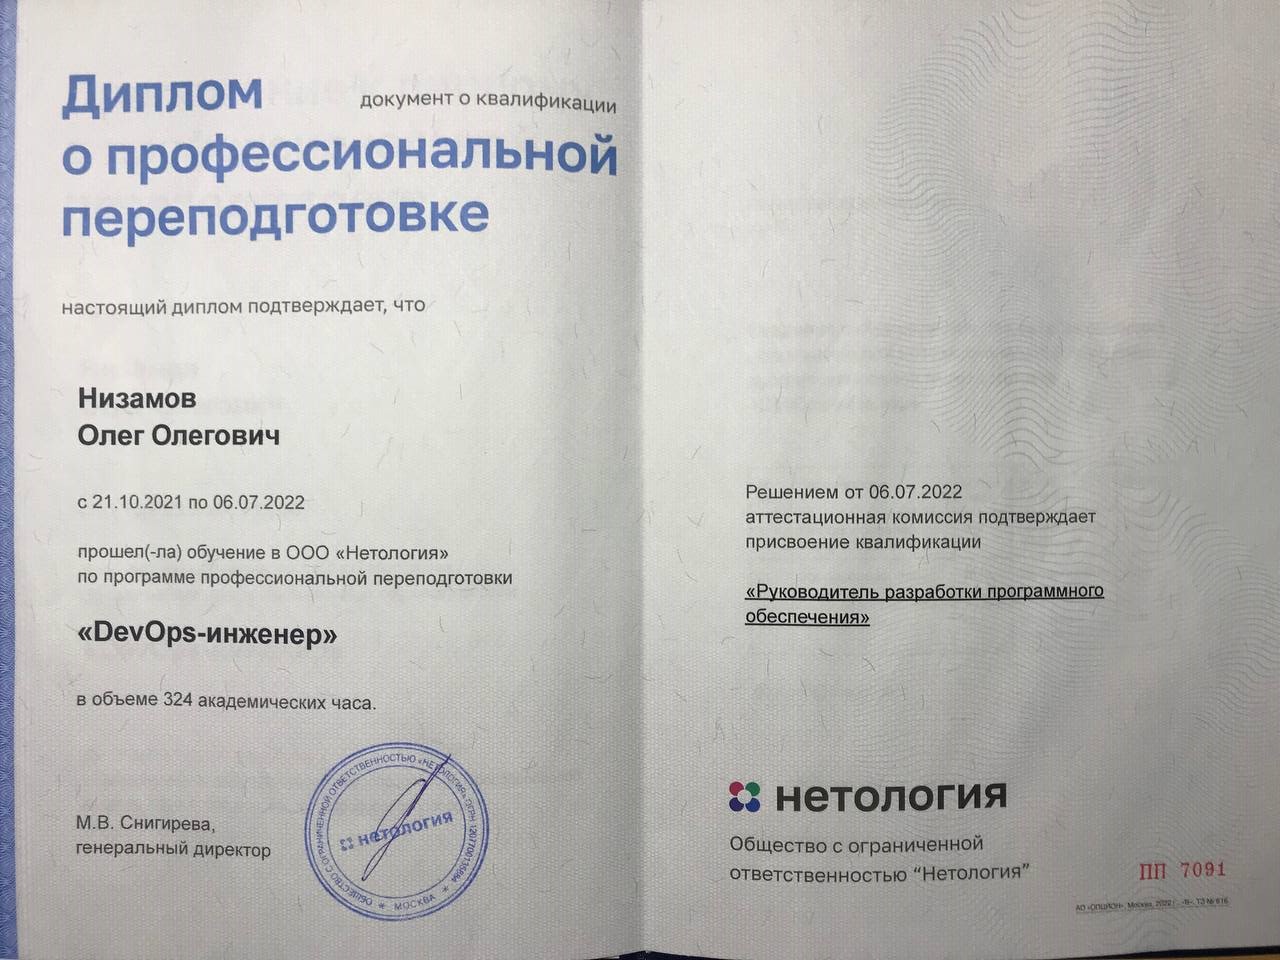 Диплом
документ о квалификации
о профессиональной
переподготовке
настоящий диплом подтверждает, что
Низамов
Олег Олегович
с 21.10.2021 по 06.07.2022
прошел(-ла) обучение в ООО «Нетология»
по программе профессиональной переподготовки
«DevOps-инженер»
в объеме 324 академических часа.
М.В. Снигирева,
генеральный директор
ОБЩЕСТВО С ОГРАНИЧЕННОЙ ОТВЕТСТВЕННОСТЬЮ «НЕТОЛОГИЯ» ОГРН
* МОСКВА *
нетология
Решением от 06.07.2022
аттестационная комиссия подтверждает
присвоение квалификации
«Руководитель разработки программного
обеспечения»
нетология
Общество с ограниченной
ответственностью “Нетология”
ПП 7091
АО «ОПЦИОН», Москва, 2022 г., «В», ТЗ № 616